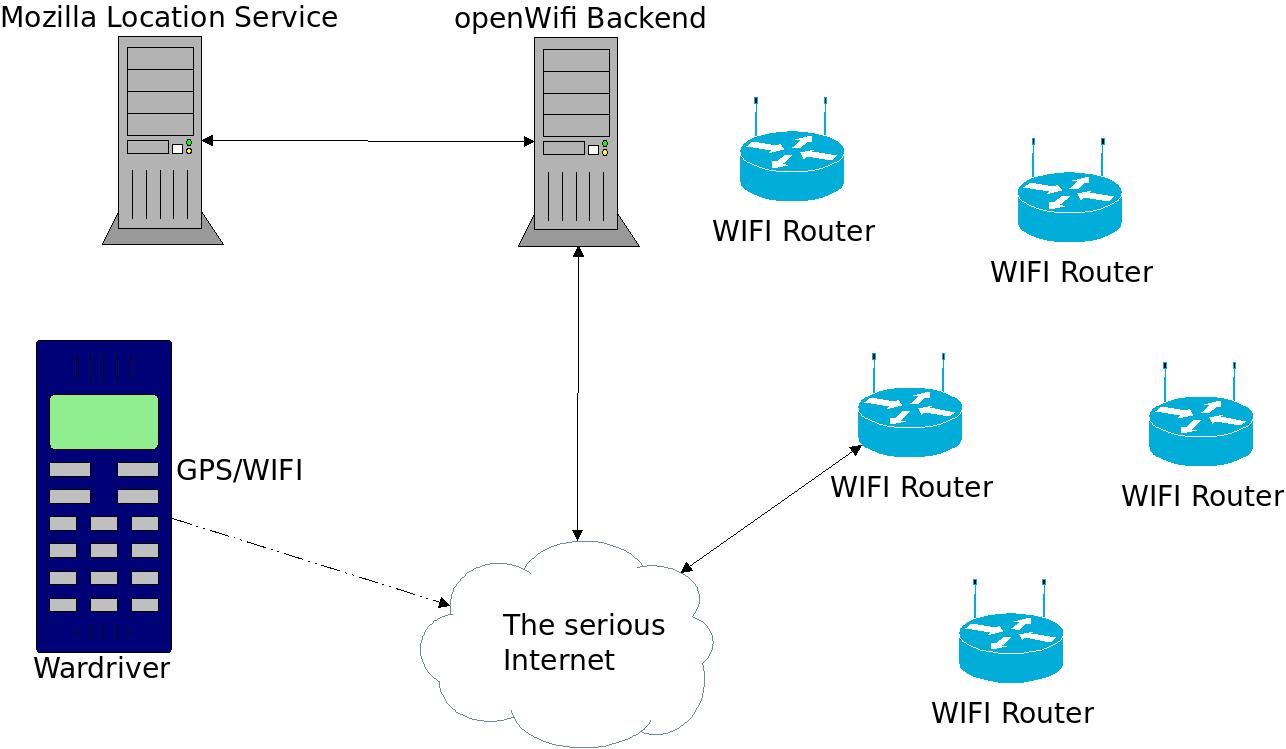 Mozilla Location Service
openWifi Backend
WIFI Router
WIFI Router
GPS/WIFI
WIFI Router
WIFI Router
The serious
Internet
Wardriver
WIFI Router